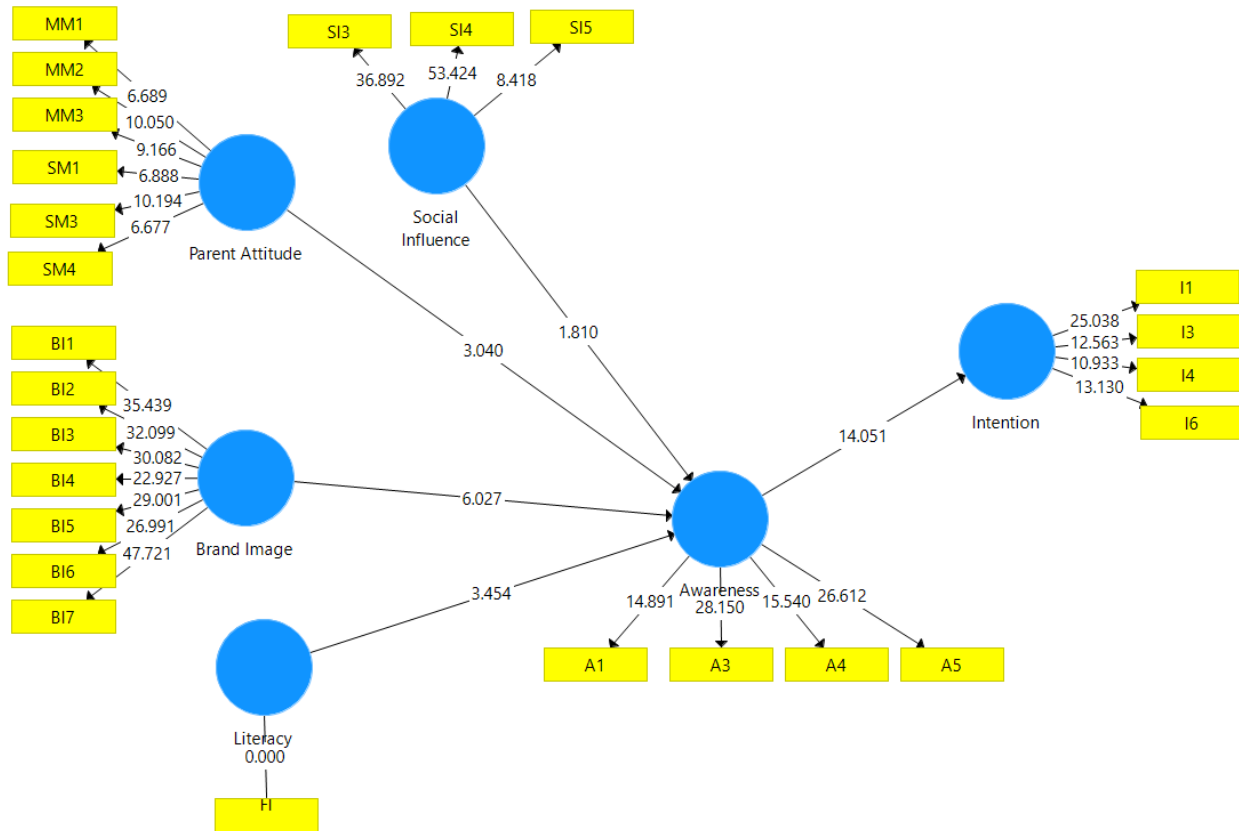 MM1
MM2
MM3
SM1
SM3
SM4
6.689
10.050
9.166
6.888
10.194
6.677
Parent Attitude
SI3
SI4
SI5
36.892
53.424
8.418
Social
Influence
3.040
1.810
BI1
BI2
BI3
BI4
BI5
BI6
BI7
35.439
32.099
30.082
22.927
29.001
26.991
47.721
Brand Image
6.027
Literacy
0.000
FI
3.454
Awareness
14.891
28.150
15.540
26.612
A1
A3
A4
A5
14.051
Intention
25.038
12.563
10.933
13.130
I1
I3
I4
I6